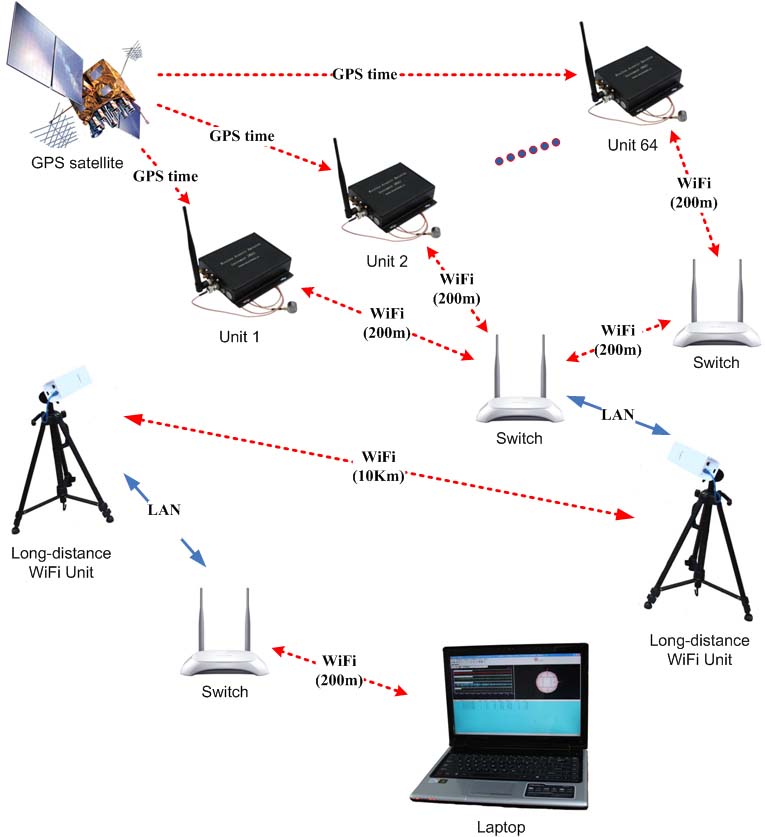 GPS time
GPS satellite
GPS time
Unit 64
GPS time
WiFi
(200m)
Unit 2
WiFi
(200m)
Unit 1
WiFi
(200m)
WiFi
(200m)
Switch
LAN
Switch
WiFi
(10Km)
LAN
Long-distance
WiFi Unit
Long-distance
WiFi Unit
WiFi
(200m)
Switch
Laptop